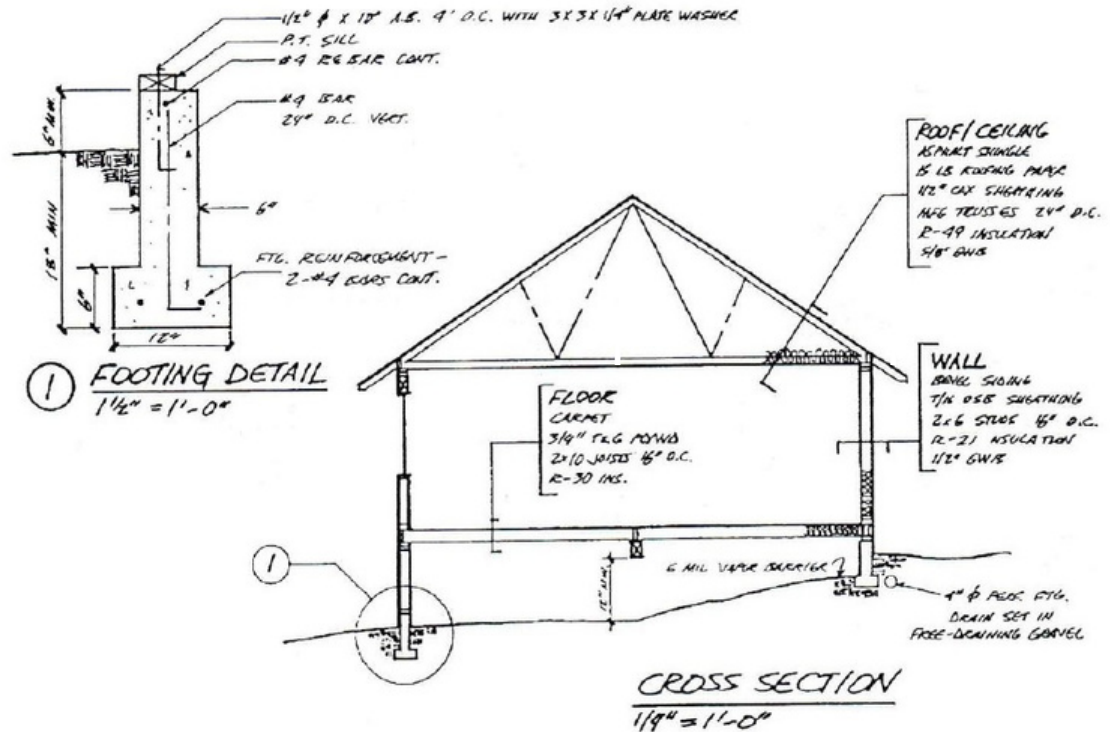 1/2" ϕ X 10" A.B. 4' O.C. WITH 3X3X1/4" PLATE WASHER
P.T. SILL
#4 REBAR CONT.
#4 BAR
24" O.C. VERT.
6" MIN.
18" MIN
6"
6"
FTG. REINFORCEMENT -
2-#4 BARS CONT.
12"
1 FOOTING DETAIL
1 1/2" = 1'-0"
ROOF/CEILING
ASPHALT SHINGLE
15 LB ROOFING PAPER
1/2" CDX SHEATHING
MFG TRUSSES 24" O.C.
R-49 INSULATION
5/8" GWB
WALL
BEVEL SIDING
7/16 OSB SHEATHING
2x6 STUDS 16" O.C.
R-21 INSULATION
1/2" GWB
FLOOR
CARPET
3/4" T&G PLYWD
2x10 JOISTS 16" O.C.
R-30 INS.
1
6 MIL VAPOR BARRIER
MIN.
4" ϕ PERF. FTG.
DRAIN SET IN
FREE-DRAINING GRAVEL
CROSS SECTION
1/4" = 1'-0"